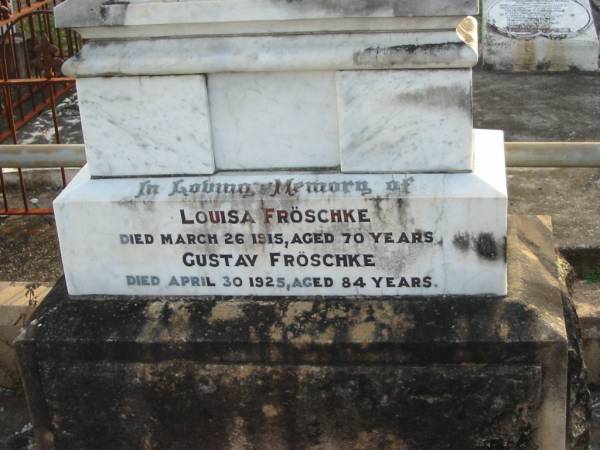 In Loving Memory of
LOUISA FRÖSCHKE
DIED MARCH 26 1915, AGED 70 YEARS
GUSTAV FRÖSCHKE
DIED APRIL 30 1925, AGED 84 YEARS.